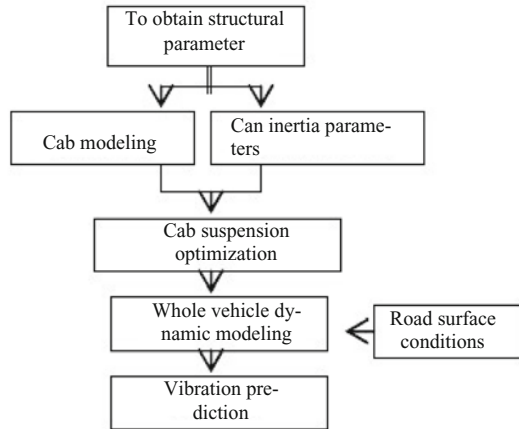 To obtain structural
parameter
Cab modeling
Can inertia parame-
ters
Cab suspension
optimization
Whole vehicle dy-
namic modeling
Road surface
conditions
Vibration pre-
diction